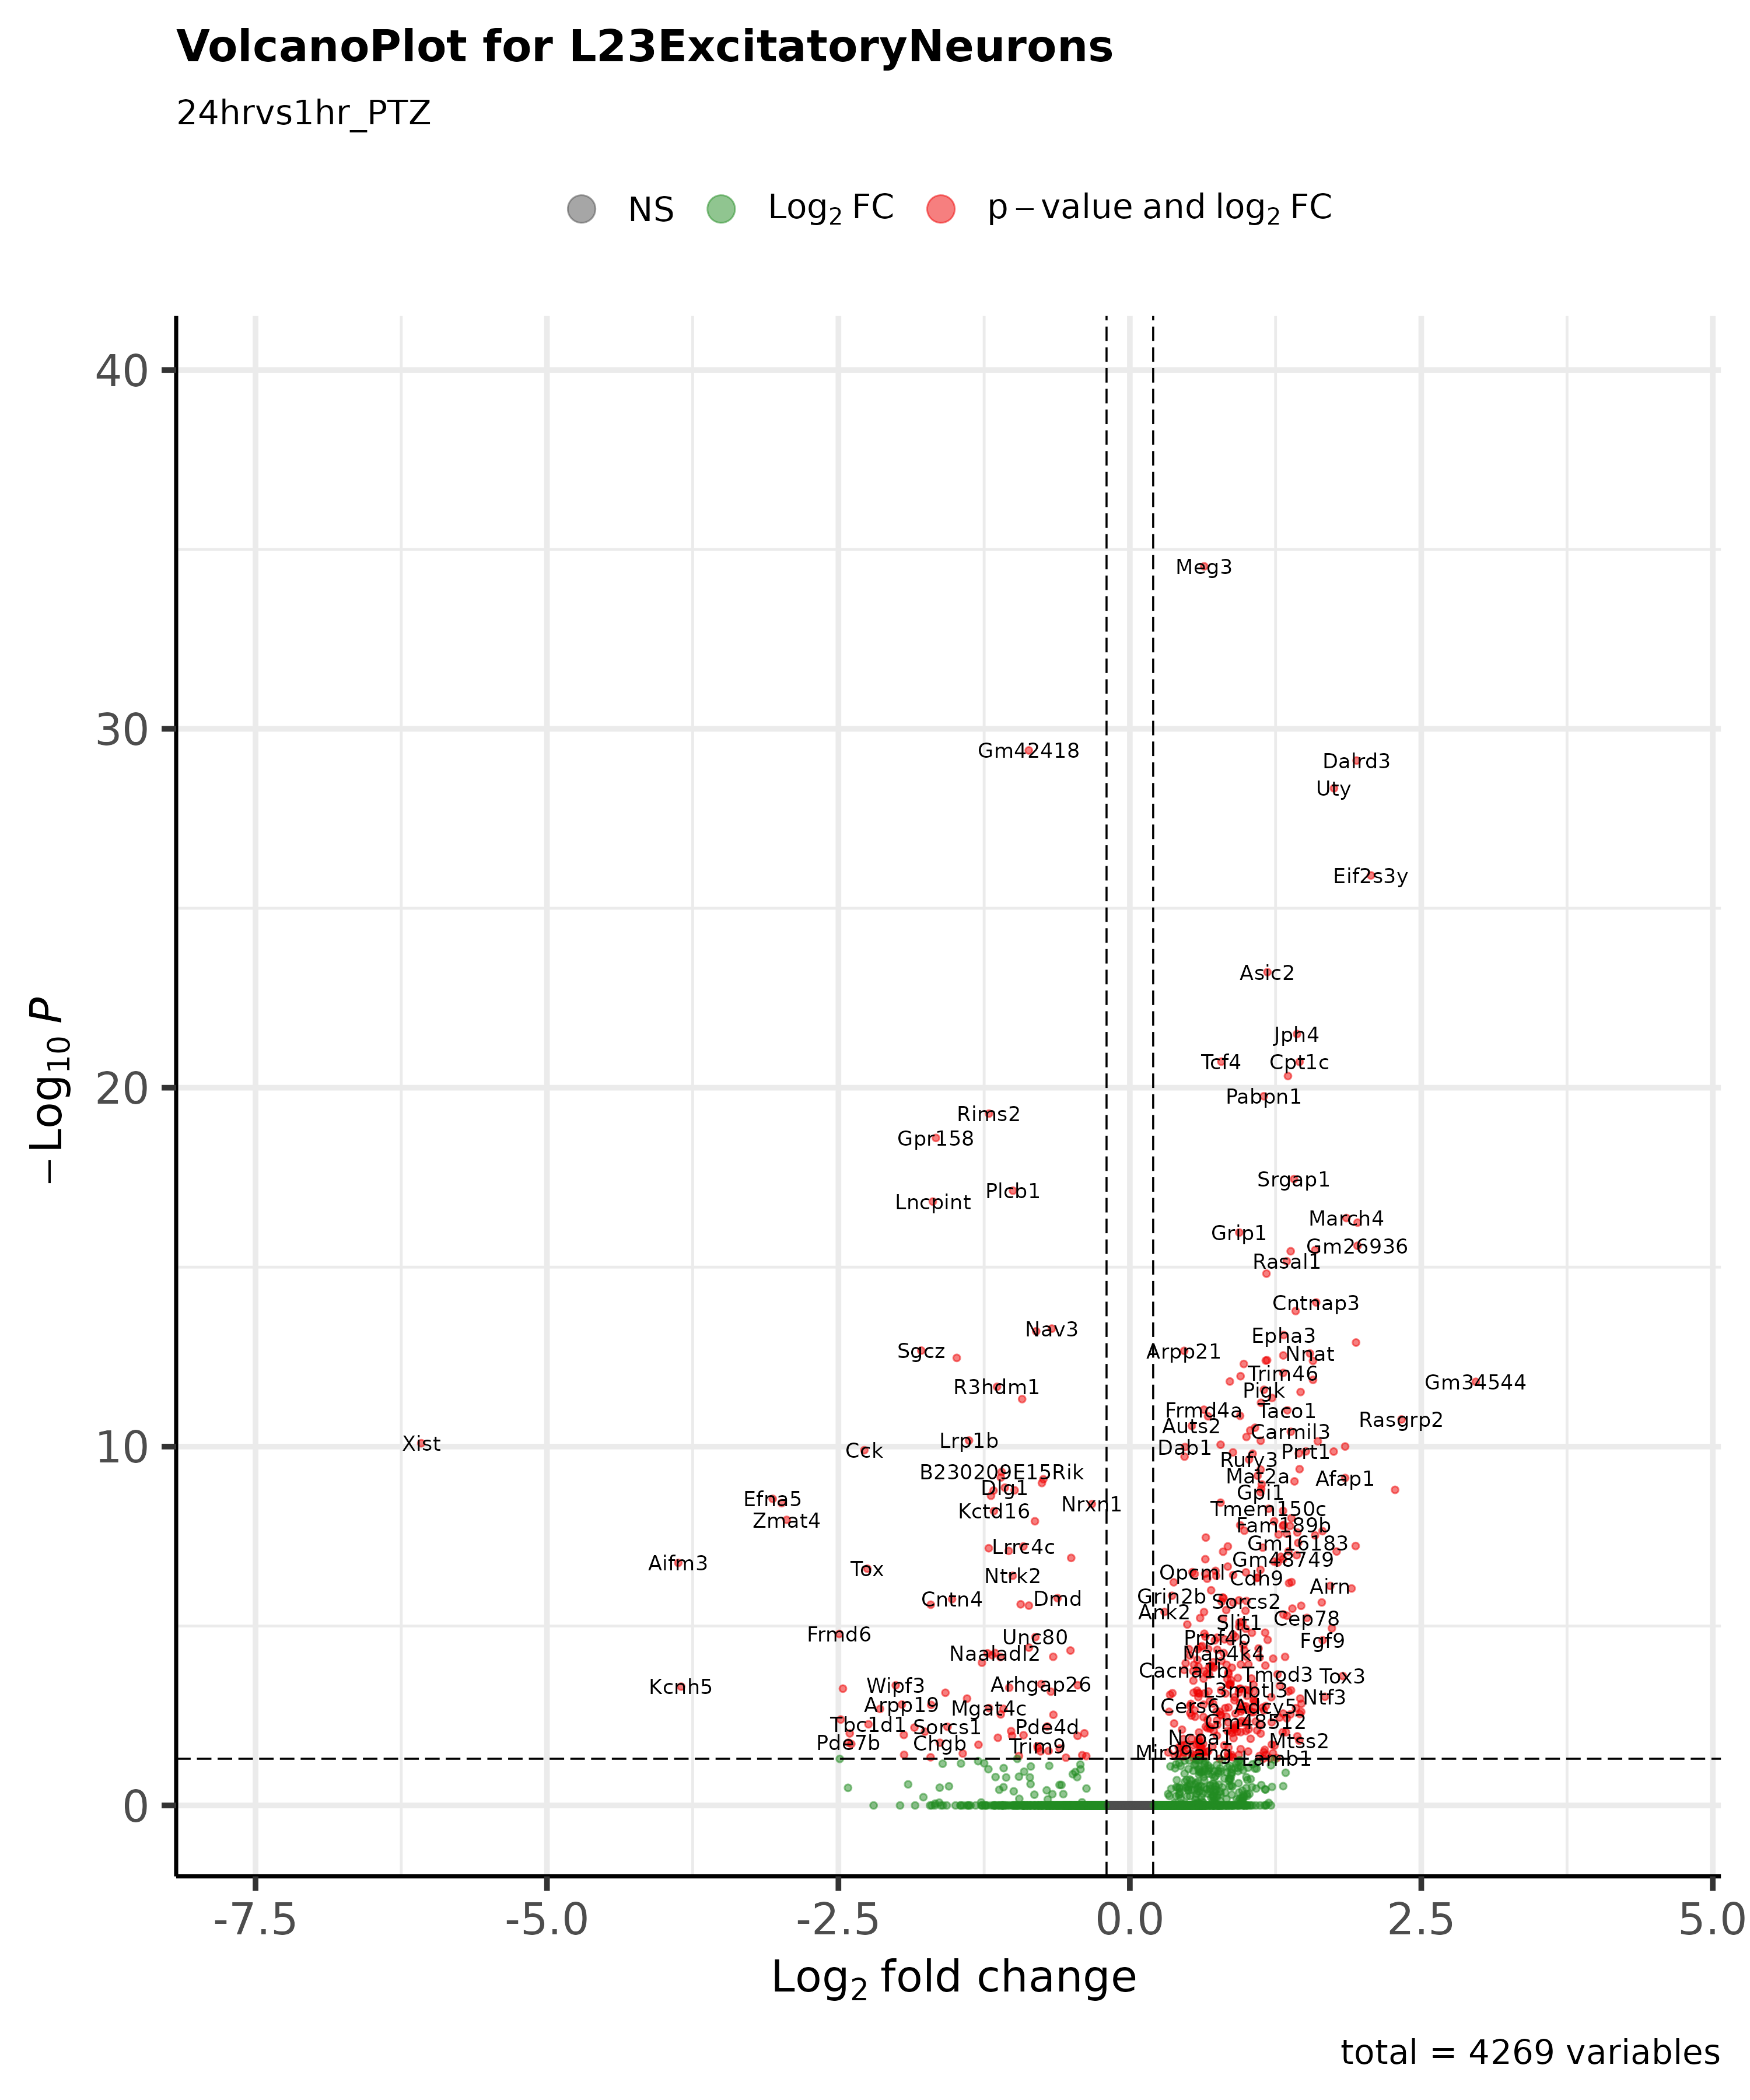 VolcanoPlot for L23ExcitatoryNeurons
24hrvs1hr_PTZ
NS Log2 FC p − value and log2 FC
−Log10 P
40
30
20
10
0
Meg3
Gm42418
Dalrd3
Uty
Eif2s3y
Asic2
Jph4
Tcf4 Cpt1c
Pabpn1
Rims2
Gpr158
Srgap1
Plcb1
Lncpint
March4
Grip1
Gm26936
Rasal1
Cntnap3
Nav3
Epha3
Sgcz Arpp21 Nnat
Trim46
Gm34544
R3hdm1 Pigk
Frmd4a Taco1
Rasgrp2
Auts2
Carmil3
Xist Lrp1b
Cck Dab1 Prrt1
Rufy3
B230209E15Rik Mat2a Afap1
Dlg1 Gpi1
Efna5 Nrxn1
Kctd16 Tmem150c
Zmat4 Fam189b
Lrrc4c Gm16183
Aifm3 Gm48749
Tox Opcml
Ntrk2 Cdh9 Airn
Cntn4 Dmd Grin2b Sorcs2
Ank2 Cep78
Slit1
Frmd6 Unc80 Prpf4b Fgf9
Naaladl2 Map4k4
Cacna1b Tmod3 Tox3
Kcnh5 Wipf3 Arhgap26 L3mbtl3
Ntf3
Arpp19 Mgat4c Cers6 Adcy5
Tbc1d1 Sorcs1 Pde4d Gm48512
Pde7b Chgb Trim9 Ncoa1 Mtss2
Mir99ahg Lamb1
-7.5 -5.0 -2.5 0.0 2.5 5.0
Log2 fold change
total = 4269 variables